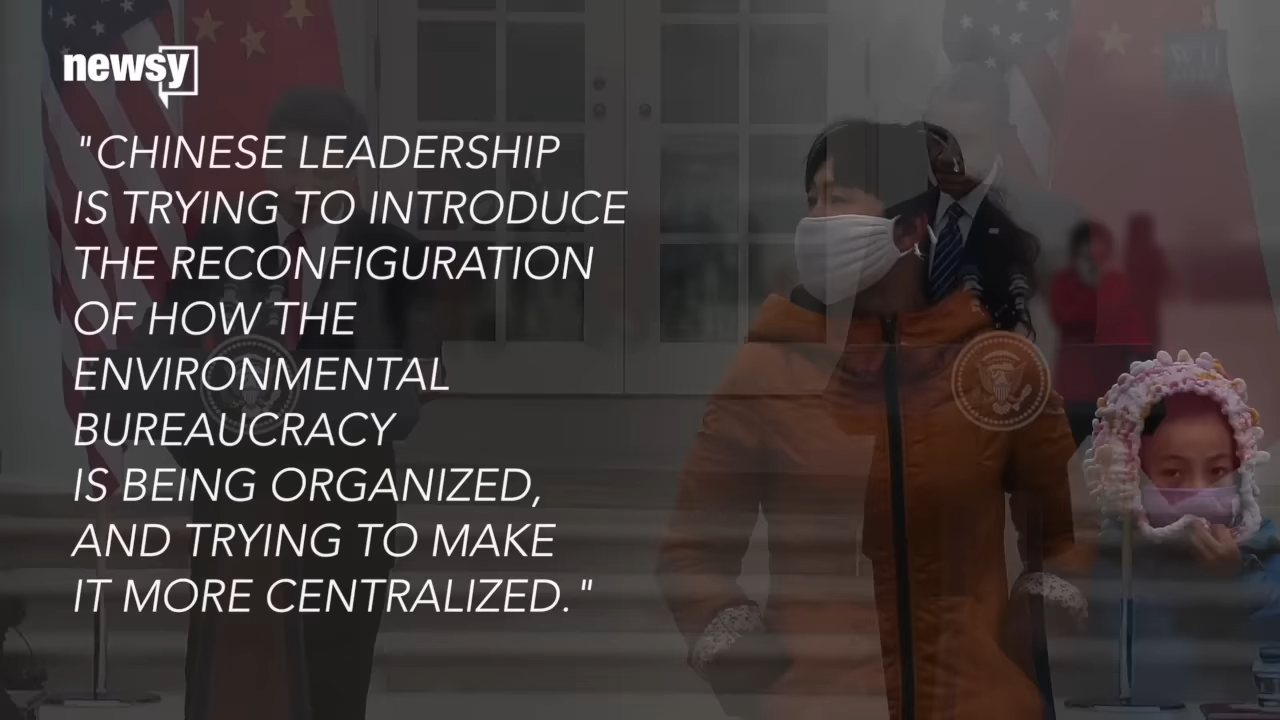 newsy
"CHINESE LEADERSHIP
IS TRYING TO INTRODUCE
THE RECONFIGURATION
OF HOW THE
ENVIRONMENTAL
BUREAUCRACY
IS BEING ORGANIZED,
AND TRYING TO MAKE
IT MORE CENTRALIZED."